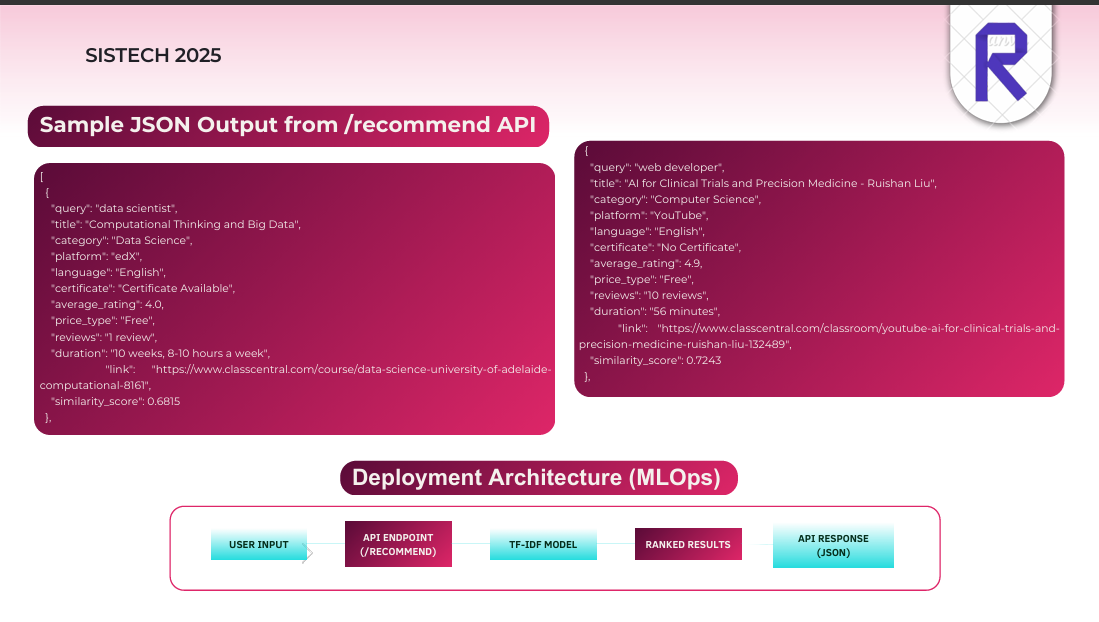 SISTECH 2025
Sample JSON Output from /recommend API
[
{
"query": "data scientist",
"title": "Computational Thinking and Big Data",
"category": "Data Science",
"platform": "edX",
"language": "English",
"certificate": "Certificate Available",
"average_rating": 4.0,
"price_type": "Free",
"reviews": "1 review",
"duration": "10 weeks, 8-10 hours a week",
"link": "https://www.classcentral.com/course/data-science-university-of-adelaide-
computational-8161",
"similarity_score": 0.6815
},
{
"query": "web developer",
"title": "AI for Clinical Trials and Precision Medicine - Ruishan Liu",
"category": "Computer Science",
"platform": "YouTube",
"language": "English",
"certificate": "No Certificate",
"average_rating": 4.9,
"price_type": "Free",
"reviews": "10 reviews",
"duration": "56 minutes",
"link": "https://www.classcentral.com/classroom/youtube-ai-for-clinical-trials-and-
precision-medicine-ruishan-liu-132489",
"similarity_score": 0.7243
},
Deployment Architecture (MLOps)
USER INPUT
API ENDPOINT
(/RECOMMEND)
TF-IDF MODEL
RANKED RESULTS
API RESPONSE
(JSON)